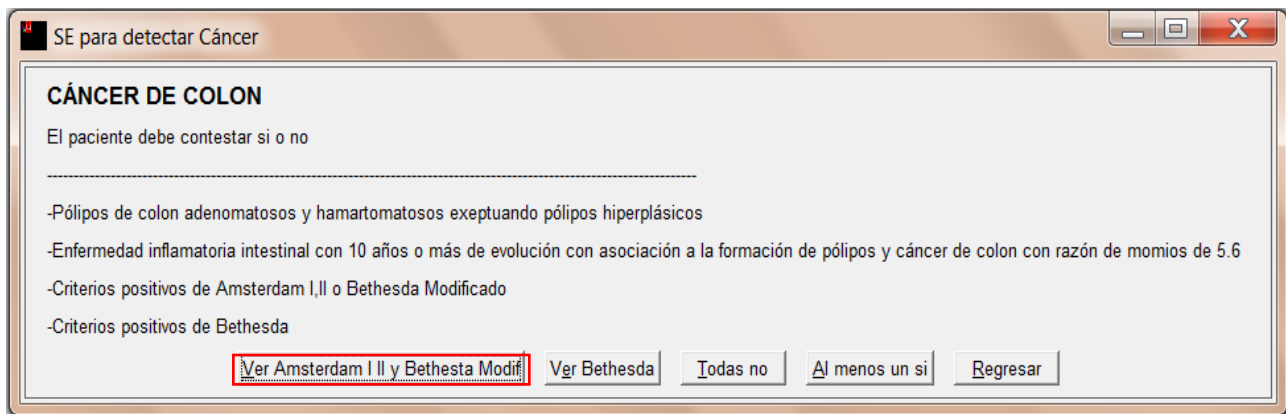 SE para detectar Cáncer
CÁNCER DE COLON
El paciente debe contestar si o no
-----------------------------------------------------------------------------------------------------------------------------
-Pólipos de colon adenomatosos y hamartomatosos exeptuando pólipos hiperplásicos
-Enfermedad inflamatoria intestinal con 10 años o más de evolución con asociación a la formación de pólipos y cáncer de colon con razón de momios de 5.6
-Criterios positivos de Amsterdam I,II o Bethesda Modificado
-Criterios positivos de Bethesda
Ver Amsterdam I II y Bethesta Modif Ver Bethesda Todas no Al menos un si Regresar